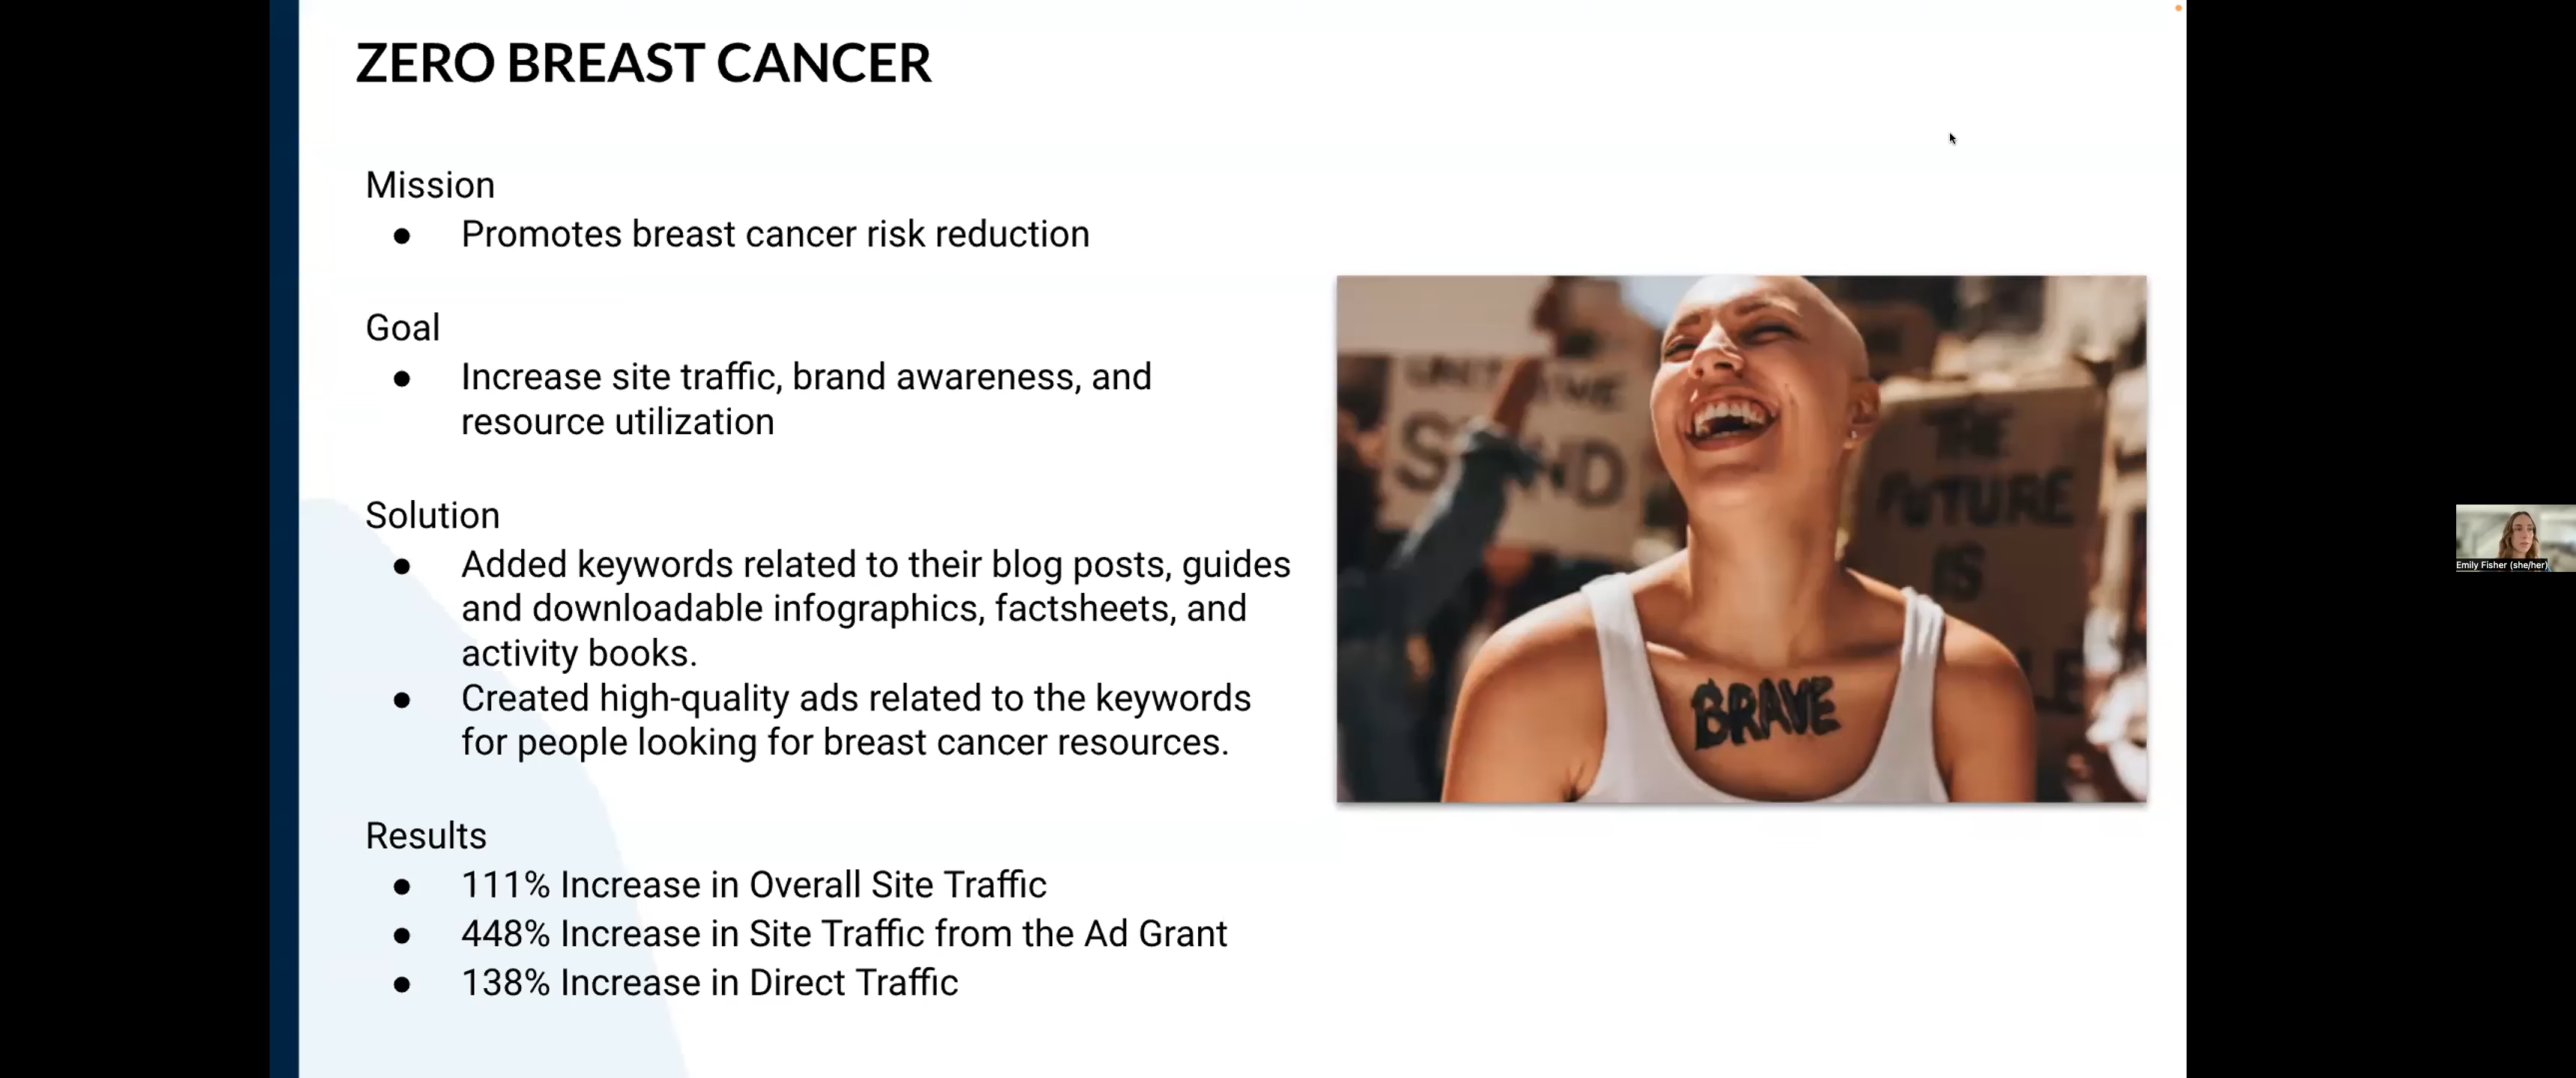 ZERO BREAST CANCER
Mission
● Promotes breast cancer risk reduction
Goal
● Increase site traffic, brand awareness, and
resource utilization
Solution
● Added keywords related to their blog posts, guides
and downloadable infographics, factsheets, and
activity books.
● Created high-quality ads related to the keywords
for people looking for breast cancer resources.
Results
● 111% Increase in Overall Site Traffic
● 448% Increase in Site Traffic from the Ad Grant
● 138% Increase in Direct Traffic
THE
FUTURE
IS
BRAVE
Emily Fisher (she/her)